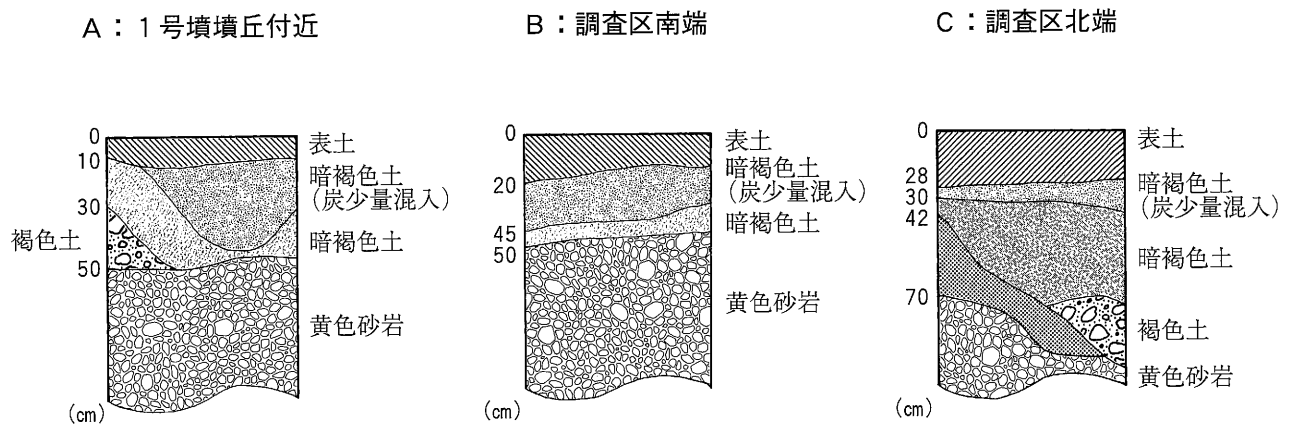 A：1号墳墳丘付近
0
10
30
50
(cm)
表土
暗褐色土
(炭少量混入)
暗褐色土
褐色土
黄色砂岩
B：調査区南端
0
20
45
50
(cm)
表土
暗褐色土
(炭少量混入)
暗褐色土
黄色砂岩
C：調査区北端
0
28
30
42
70
(cm)
表土
暗褐色土
(炭少量混入)
暗褐色土
褐色土
黄色砂岩